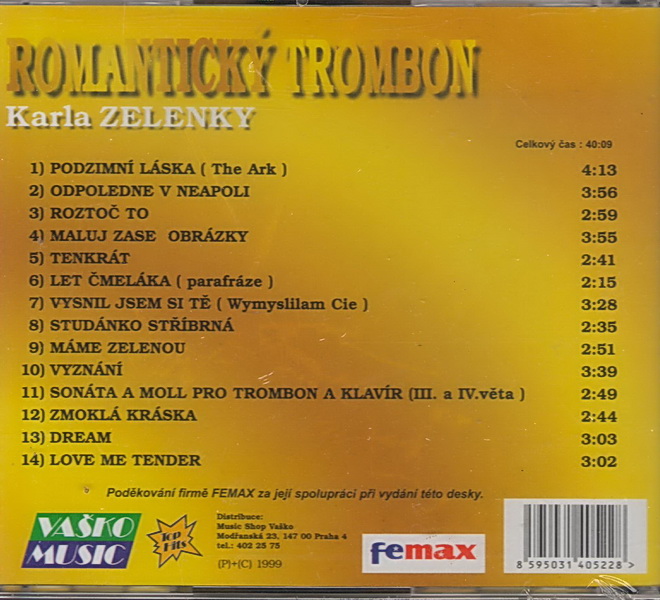 ROMANTICKÝ TROMBON
Karla ZELENKY
Celkový čas : 40:09
1) PODZIMNÍ LÁSKA ( The Ark ) 4:13
2) ODPOLEDNE V NEAPOLI 3:56
3) ROZTOČ TO 2:59
4) MALUJ ZASE OBRÁZKY 3:55
5) TENKRÁT 2:41
6) LET ČMELÁKA ( parafráze ) 2:15
7) VYSNIL JSEM SI TĚ ( Wymyslilam Cie ) 3:28
8) STUDÁNKO STŘÍBRNÁ 2:35
9) MÁME ZELENOU 2:51
10) VYZNÁNÍ 3:39
11) SONÁTA A MOLL PRO TROMBON A KLAVÍR (III. a IV.věta ) 2:49
12) ZMOKLÁ KRÁSKA 2:44
13) DREAM 3:03
14) LOVE ME TENDER 3:02
Poděkování firmě FEMAX za její spolupráci při vydání této desky.
VAŠKO
MUSIC
Top
Hits
Distribuce:
Music Shop Vaško
Modřanská 23, 147 00 Praha 4
tel.: 402 25 75
(P)+(C) 1999
femax
8 595031 405228 >